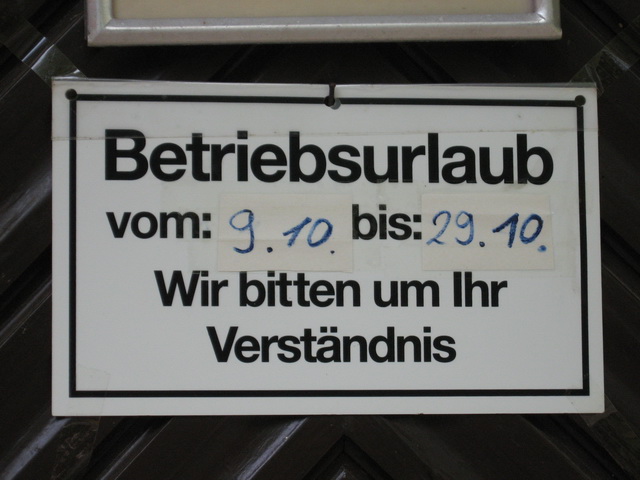 Betriebsurlaub
vom: 9.10. bis: 29.10.
Wir bitten um Ihr
Verständnis